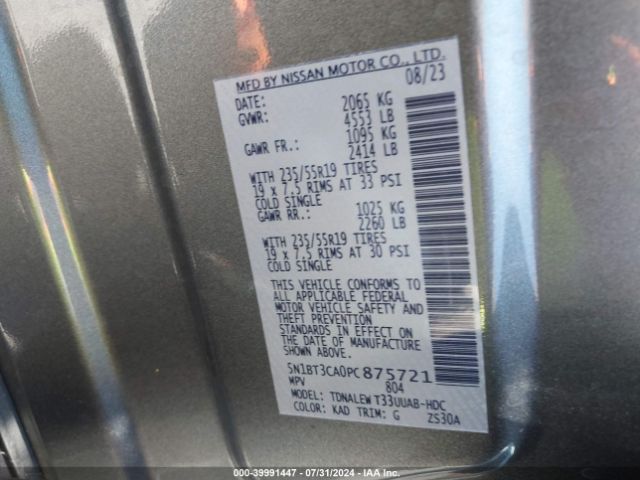 MFD BY NISSAN MOTOR CO., LTD.
DATE: 08/23
GVWR: 2065 KG
4553 LB
GAWR FR.: 1095 KG
2414 LB
WITH 235/55R19 TIRES
19 x 7.5 RIMS AT 33 PSI
COLD SINGLE
GAWR RR.: 1025 KG
2260 LB
WITH 235/55R19 TIRES
19 x 7.5 RIMS AT 30 PSI
COLD SINGLE
THIS VEHICLE CONFORMS TO
ALL APPLICABLE FEDERAL
MOTOR VEHICLE SAFETY AND
THEFT PREVENTION
STANDARDS IN EFFECT ON
THE DATE OF MANUFACTURE
SHOWN ABOVE.
5N1BT3CA0PC875721
MPV 804
MODEL: TDNALEW T33UUAB-HDC
COLOR: KAD TRIM: G ZS30A
000-39991447 - 07/31/2024 - IAA Inc.